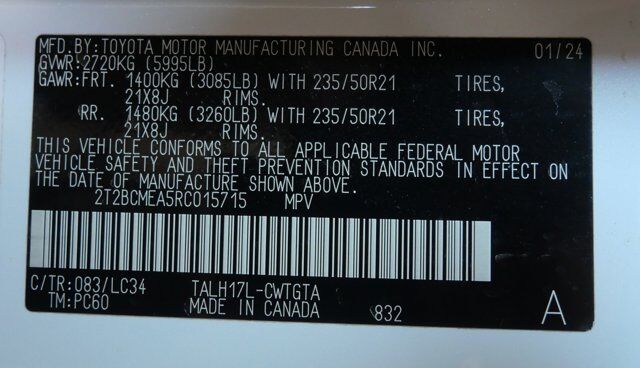 MFD.BY:TOYOTA MOTOR MANUFACTURING CANADA INC. 01/24
GVWR:2720KG (5995LB)
GAWR:FRT. 1400KG (3085LB) WITH 235/50R21 TIRES,
21X8J RIMS.
RR. 1480KG (3260LB) WITH 235/50R21 TIRES,
21X8J RIMS.
THIS VEHICLE CONFORMS TO ALL APPLICABLE FEDERAL MOTOR
VEHICLE SAFETY AND THEFT PREVENTION STANDARDS IN EFFECT ON
THE DATE OF MANUFACTURE SHOWN ABOVE.
2T2BCMEA5RC015715 MPV
C/TR:083/LC34 TALH17L-CWTGTA
TM:PC60 MADE IN CANADA 832 A